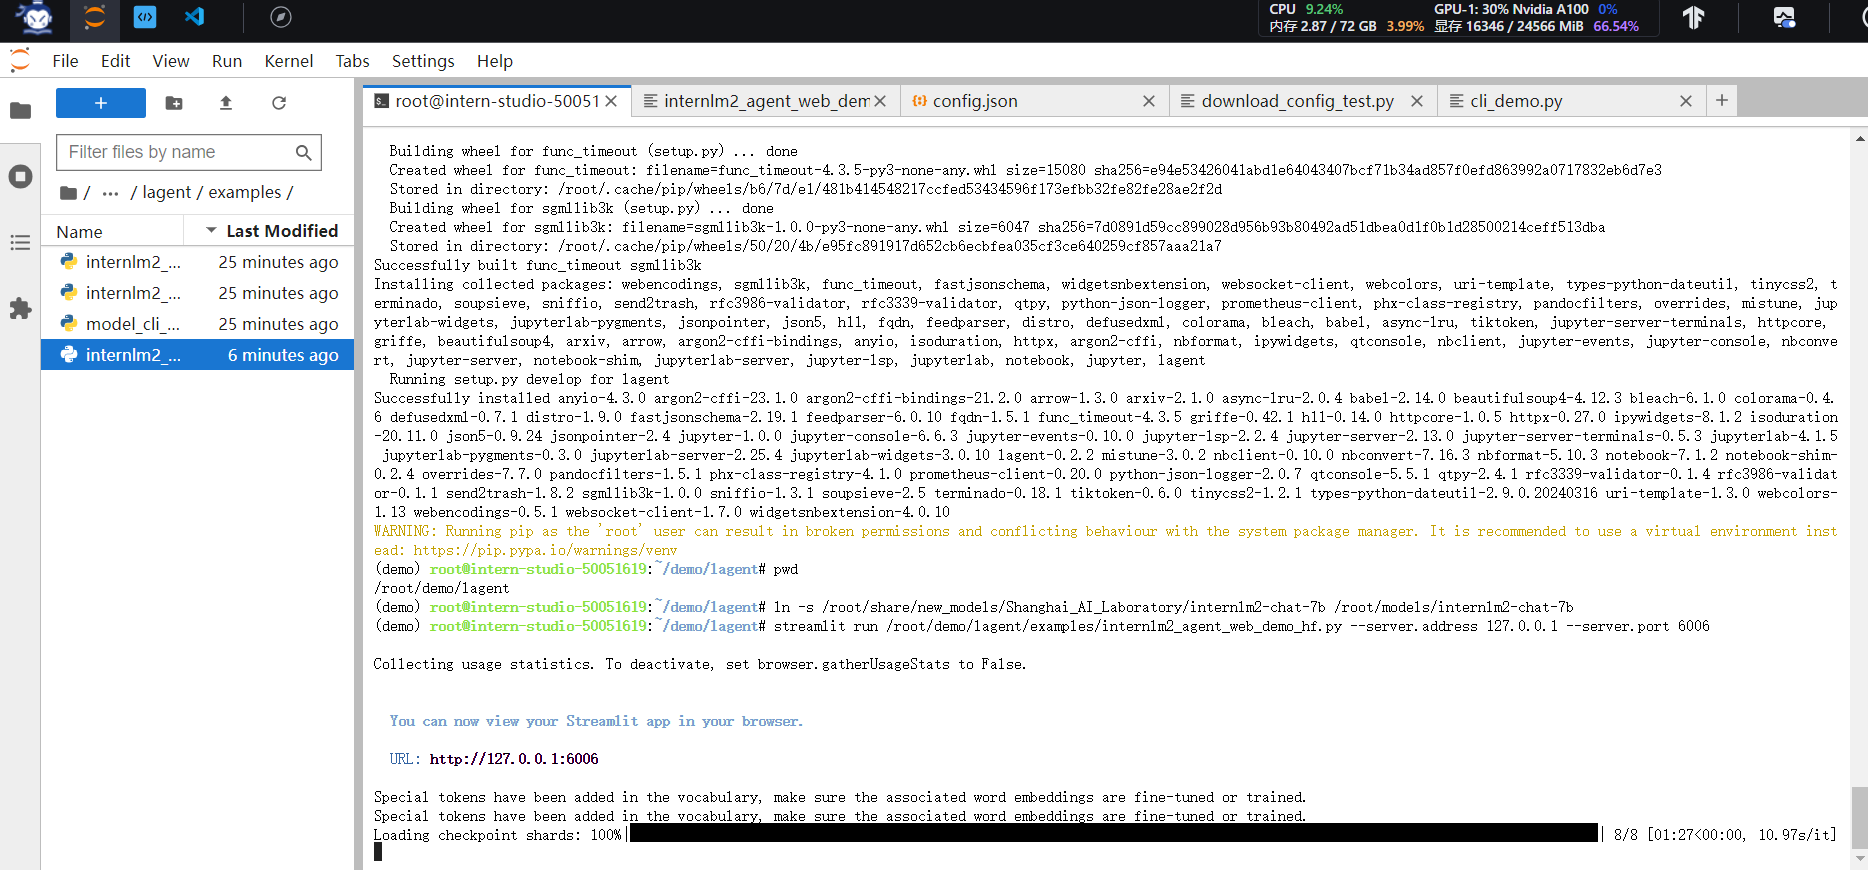 CPU 9.24% GPU-1: 30% Nvidia A100 0%
内存 2.87 / 72 GB 3.99% 显存 16346 / 24566 MiB 66.54%
File Edit View Run Kernel Tabs Settings Help
root@intern-studio-50051 internlm2_agent_web_dem config.json download_config_test.py cli_demo.py
Filter files by name
/ ... / lagent / examples /
Name Last Modified
internlm2_... 25 minutes ago
internlm2_... 25 minutes ago
model_cli_... 25 minutes ago
internlm2_... 6 minutes ago
Building wheel for func_timeout (setup.py) ... done
Created wheel for func_timeout: filename=func_timeout-4.3.5-py3-none-any.whl size=15080 sha256=e94e53426041abd1e64043407bcf71b34ad857f0efd863992a0717832eb6d7e3
Stored in directory: /root/.cache/pip/wheels/b6/7d/e1/481b414548217ccfed53434596f173efbb32fe82fe28ae2f2d
Building wheel for sgmllib3k (setup.py) ... done
Created wheel for sgmllib3k: filename=sgmllib3k-1.0.0-py3-none-any.whl size=6047 sha256=7d0891d59cc899028d956b93b80492ad51dbea0d1f0b1d28500214ceff513dba
Stored in directory: /root/.cache/pip/wheels/50/20/4b/e95fc891917d652cb6ecbfea035cf3ce640259cf857aaa21a7
Successfully built func_timeout sgmllib3k
Installing collected packages: webencodings, sgmllib3k, func_timeout, fastjsonschema, widgetsnbextension, websocket-client, webcolors, uri-template, types-python-dateutil, tinycss2, t
erminado, soupsieve, sniffio, send2trash, rfc3986-validator, rfc3339-validator, qtpy, python-json-logger, prometheus-client, phx-class-registry, pandocfilters, overrides, mistune, jup
yterlab-widgets, jupyterlab-pygments, jsonpointer, json5, h11, fqdn, feedparser, distro, defusedxml, colorama, bleach, babel, async-lru, tiktoken, jupyter-server-terminals, httpcore,
griffe, beautifulsoup4, arxiv, arrow, argon2-cffi-bindings, anyio, isoduration, httpx, argon2-cffi, nbformat, ipywidgets, qtconsole, nbclient, jupyter-events, jupyter-console, nbconve
rt, jupyter-server, notebook-shim, jupyterlab-server, jupyter-lsp, jupyterlab, notebook, jupyter, lagent
Running setup.py develop for lagent
Successfully installed anyio-4.3.0 argon2-cffi-23.1.0 argon2-cffi-bindings-21.2.0 arrow-1.3.0 arxiv-2.1.0 async-lru-2.0.4 babel-2.14.0 beautifulsoup4-4.12.3 bleach-6.1.0 colorama-0.4.
6 defusedxml-0.7.1 distro-1.9.0 fastjsonschema-2.19.1 feedparser-6.0.10 fqdn-1.5.1 func_timeout-4.3.5 griffe-0.42.1 h11-0.14.0 httpcore-1.0.5 httpx-0.27.0 ipywidgets-8.1.2 isoduration
-20.11.0 json5-0.9.24 jsonpointer-2.4 jupyter-1.0.0 jupyter-console-6.6.3 jupyter-events-0.10.0 jupyter-lsp-2.2.4 jupyter-server-2.13.0 jupyter-server-terminals-0.5.3 jupyterlab-4.1.5
jupyterlab-pygments-0.3.0 jupyterlab-server-2.25.4 jupyterlab-widgets-3.0.10 lagent-0.2.2 mistune-3.0.2 nbclient-0.10.0 nbconvert-7.16.3 nbformat-5.10.3 notebook-7.1.2 notebook-shim-
0.2.4 overrides-7.7.0 pandocfilters-1.5.1 phx-class-registry-4.1.0 prometheus-client-0.20.0 python-json-logger-2.0.7 qtconsole-5.5.1 qtpy-2.4.1 rfc3339-validator-0.1.4 rfc3986-validat
or-0.1.1 send2trash-1.8.2 sgmllib3k-1.0.0 sniffio-1.3.1 soupsieve-2.5 terminado-0.18.1 tiktoken-0.6.0 tinycss2-1.2.1 types-python-dateutil-2.9.0.20240316 uri-template-1.3.0 webcolors-
1.13 webencodings-0.5.1 websocket-client-1.7.0 widgetsnbextension-4.0.10
WARNING: Running pip as the 'root' user can result in broken permissions and conflicting behaviour with the system package manager. It is recommended to use a virtual environment inst
ead: https://pip.pypa.io/warnings/venv
(demo) root@intern-studio-50051619:~/demo/lagent# pwd
/root/demo/lagent
(demo) root@intern-studio-50051619:~/demo/lagent# ln -s /root/share/new_models/Shanghai_AI_Laboratory/internlm2-chat-7b /root/models/internlm2-chat-7b
(demo) root@intern-studio-50051619:~/demo/lagent# streamlit run /root/demo/lagent/examples/internlm2_agent_web_demo_hf.py --server.address 127.0.0.1 --server.port 6006
Collecting usage statistics. To deactivate, set browser.gatherUsageStats to False.
You can now view your Streamlit app in your browser.
URL: http://127.0.0.1:6006
Special tokens have been added in the vocabulary, make sure the associated word embeddings are fine-tuned or trained.
Special tokens have been added in the vocabulary, make sure the associated word embeddings are fine-tuned or trained.
Loading checkpoint shards: 100%| | 8/8 [01:27<00:00, 10.97s/it]